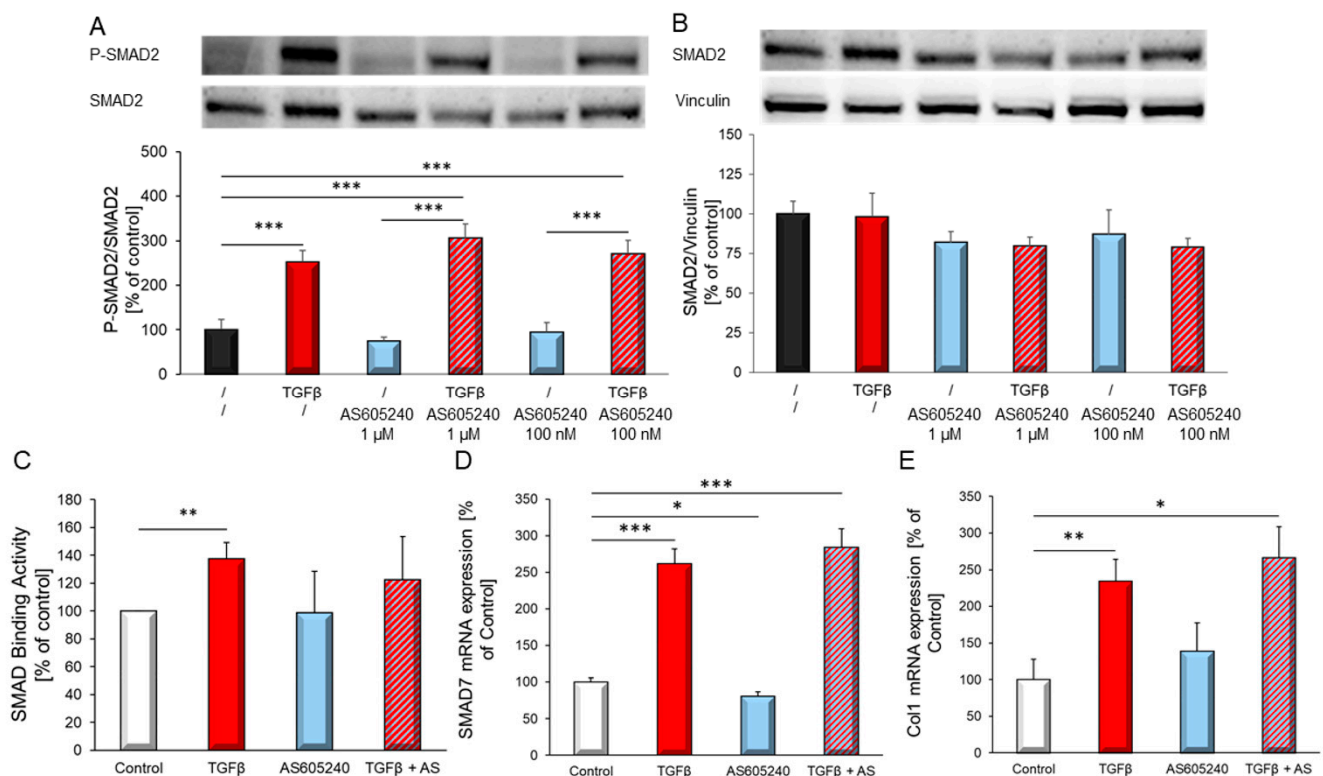 A
P-SMAD2
SMAD2
P-SMAD2/SMAD2
[% of control]
500
400
300
200
100
0
***
***
***
***
***
/ TGFβ / TGFβ / TGFβ
/ / AS605240 AS605240 AS605240 AS605240
1 µM 1 µM 100 nM 100 nM
B
SMAD2
Vinculin
SMAD2/Vinculin
[% of control]
150
125
100
75
50
25
0
/ TGFβ / TGFβ / TGFβ
/ / AS605240 AS605240 AS605240 AS605240
1 µM 1 µM 100 nM 100 nM
C
SMAD Binding Activity
[% of control]
180
160
140
120
100
80
60
40
20
0
**
Control TGFβ AS605240 TGFβ + AS
D
SMAD7 mRNA expression [%
of Control]
350
300
250
200
150
100
50
0
***
*
***
Control TGFβ AS605240 TGFβ + AS
E
Col1 mRNA expression [% of
Control]
350
300
250
200
150
100
50
0
*
**
Control TGFβ AS605240 TGFβ + AS